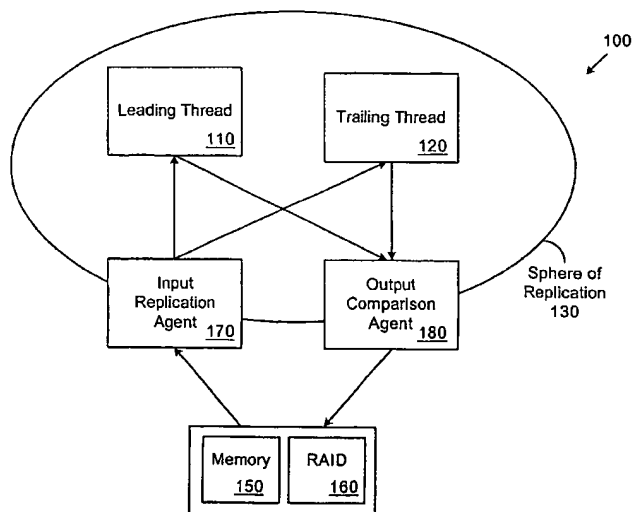 100
Leading Thread
110
Trailing Thread
120
Input
Replication
Agent
170
Output
Comparison
Agent
180
Sphere of
Replication
130
Memory
150
RAID
160